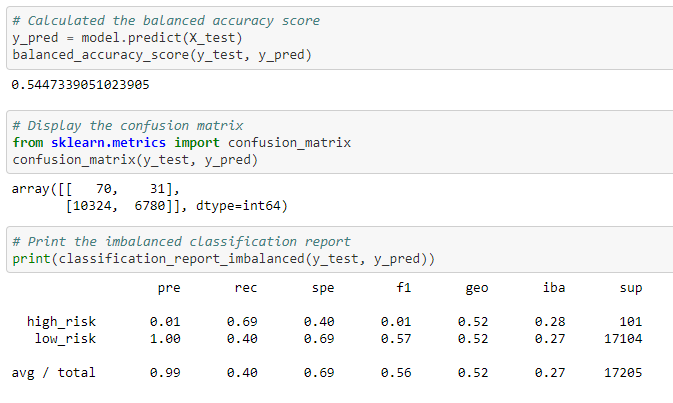 # Calculated the balanced accuracy score
y_pred = model.predict(X_test)
balanced_accuracy_score(y_test, y_pred)
0.5447339051023905
# Display the confusion matrix
from sklearn.metrics import confusion_matrix
confusion_matrix(y_test, y_pred)
array([[   70,    31],
       [10324,  6780]], dtype=int64)
# Print the imbalanced classification report
print(classification_report_imbalanced(y_test, y_pred))
pre rec spe f1 geo iba sup
high_risk 0.01 0.69 0.40 0.01 0.52 0.28 101
low_risk 1.00 0.40 0.69 0.57 0.52 0.27 17104
avg / total 0.99 0.40 0.69 0.56 0.52 0.27 17205